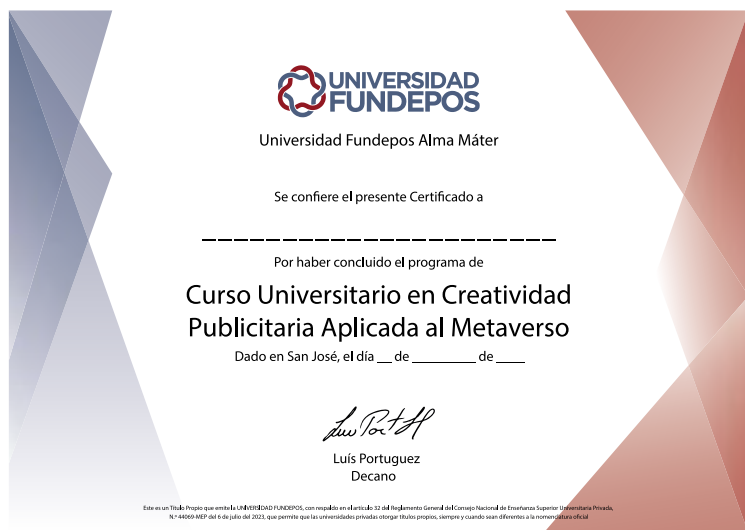 UNIVERSIDAD
FUNDEPOS
Universidad Fundepos Alma Máter
Se confiere el presente Certificado a
Por haber concluido el programa de
Curso Universitario en Creatividad
Publicitaria Aplicada al Metaverso
Dado en San José, el día __ de ________ de ____
Luís Portuguez
Decano
Este es un Título Propio que emite la UNIVERSIDAD FUNDEPOS, con respaldo en el artículo 32 del Reglamento General del Consejo Nacional de Enseñanza Superior Universitaria Privada,
N.º 44069-MEP del 6 de julio del 2023, que permite que las universidades privadas otorgar títulos propios, siempre y cuando sean diferentes a la nomenclatura oficial